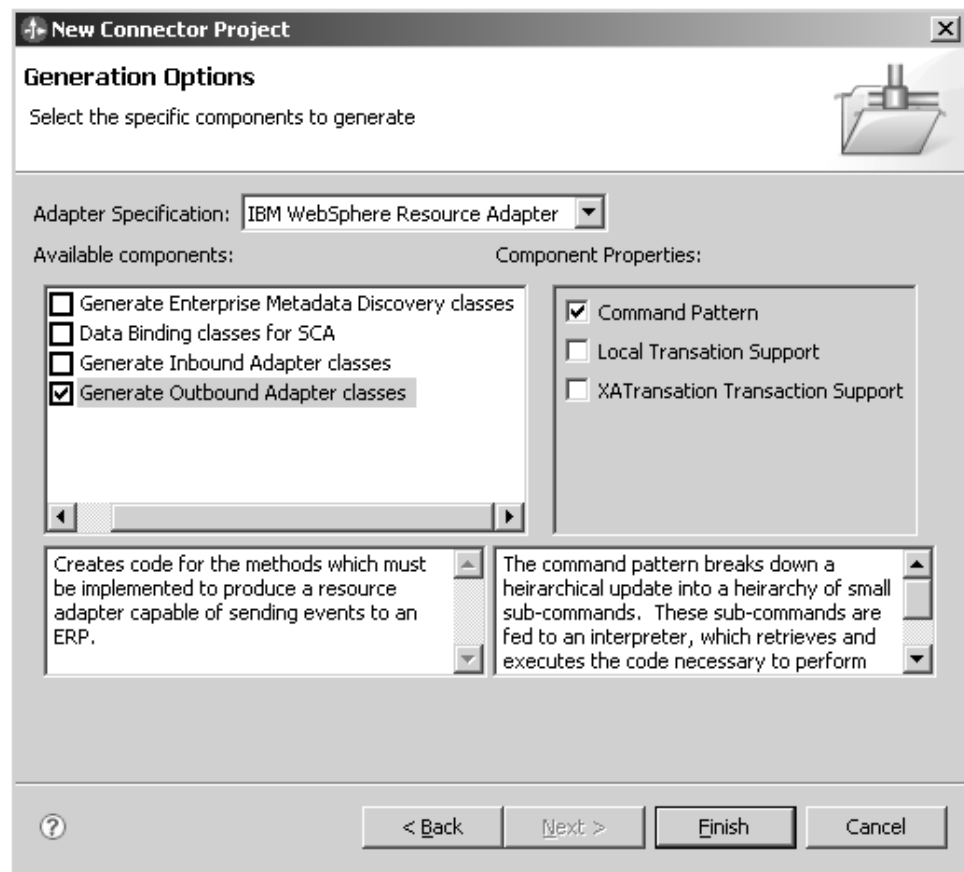 New Connector Project
Generation Options
Select the specific components to generate
Adapter Specification: IBM WebSphere Resource Adapter
Available components:
Component Properties:
Generate Enterprise Metadata Discovery classes
Data Binding classes for SCA
Generate Inbound Adapter classes
Generate Outbound Adapter classes
Command Pattern
Local Transation Support
XATransation Transaction Support
Creates code for the methods which must
be implemented to produce a resource
adapter capable of sending events to an
ERP.
The command pattern breaks down a
heirarchical update into a heirarchy of small
sub-commands. These sub-commands are
fed to an interpreter, which retrieves and
executes the code necessary to perform
?
< Back
Next >
Finish
Cancel